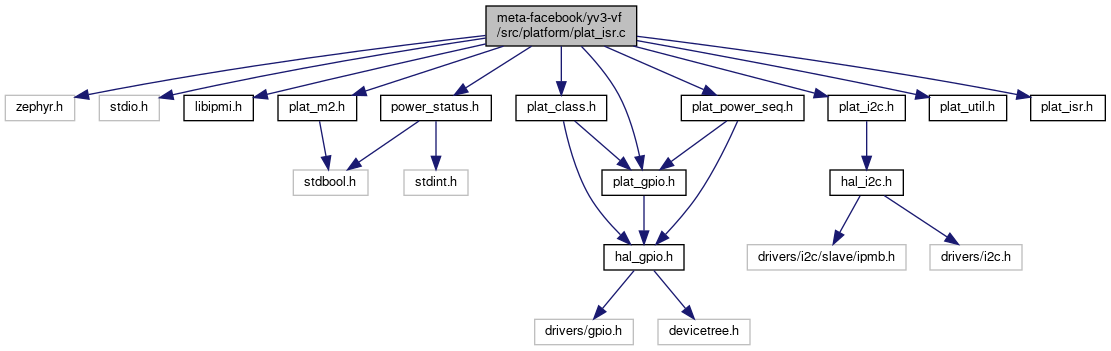 meta-facebook/yv3-vf
/src/platform/plat_isr.c
zephyr.h
stdio.h
libipmi.h
plat_m2.h
power_status.h
plat_class.h
plat_power_seq.h
plat_i2c.h
plat_util.h
plat_isr.h
stdbool.h
stdint.h
plat_gpio.h
hal_i2c.h
hal_gpio.h
drivers/i2c/slave/ipmb.h
drivers/i2c.h
drivers/gpio.h
devicetree.h